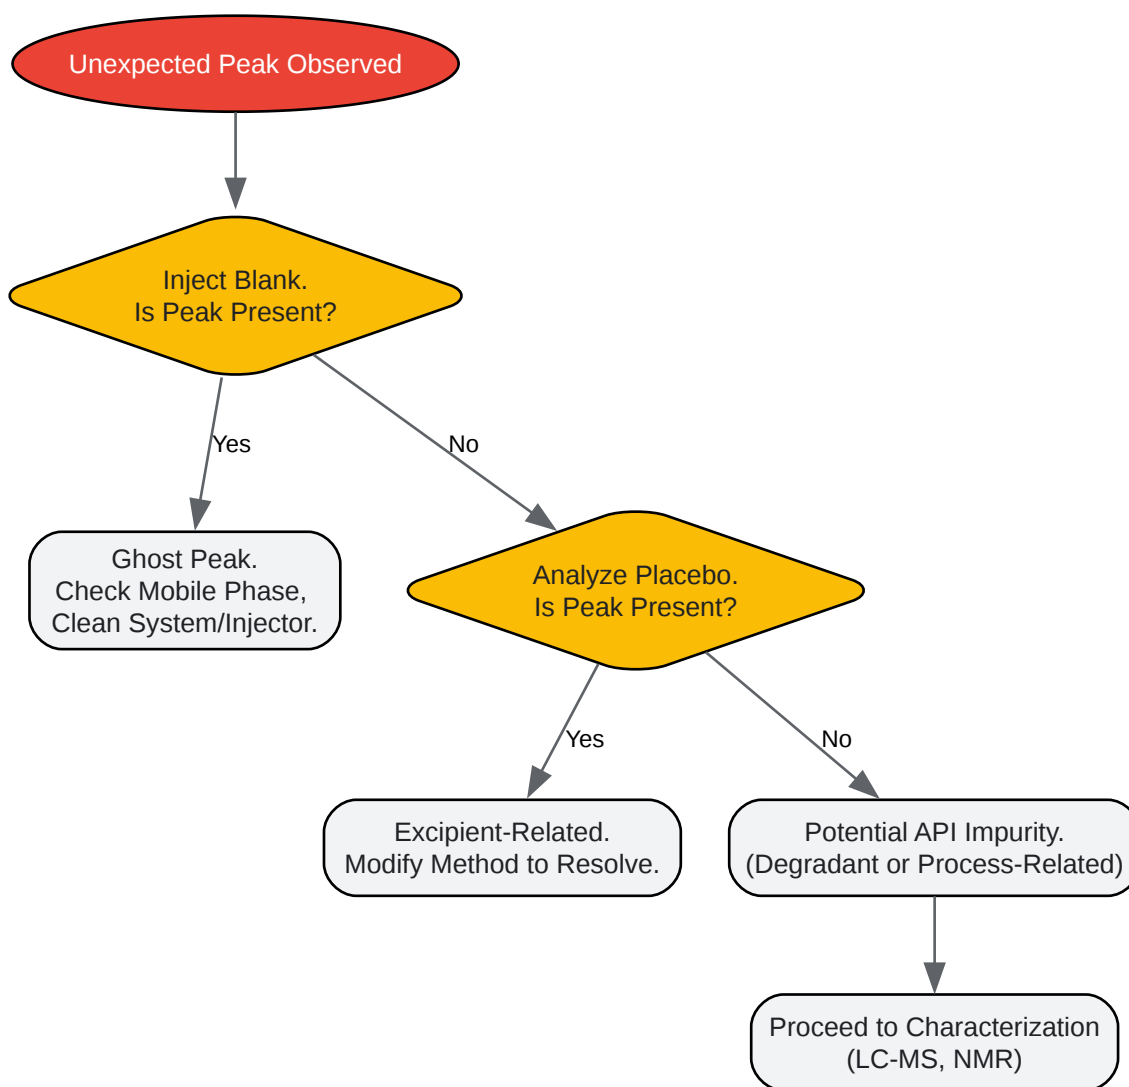 Unexpected Peak Observed
Inject Blank.
Is Peak Present?
Yes
No
Ghost Peak.
Check Mobile Phase,
Clean System/Injector.
Analyze Placebo.
Is Peak Present?
Yes
No
Excipient-Related.
Modify Method to Resolve.
Potential API Impurity.
(Degradant or Process-Related)
Proceed to Characterization
(LC-MS, NMR)